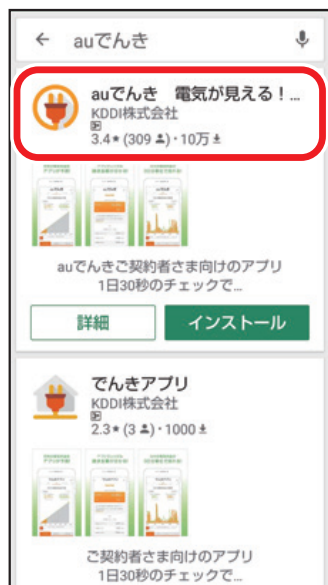 auでんき
auでんき　電気が見える！...
KDDI株式会社
3.4★ (309) · 10万
auでんきご契約者さま向けのアプリ
1日30秒のチェックで...
詳細
インストール
でんきアプリ
KDDI株式会社
2.3★ (3) · 1000
ご契約者さま向けのアプリ
1日30秒のチェックで...